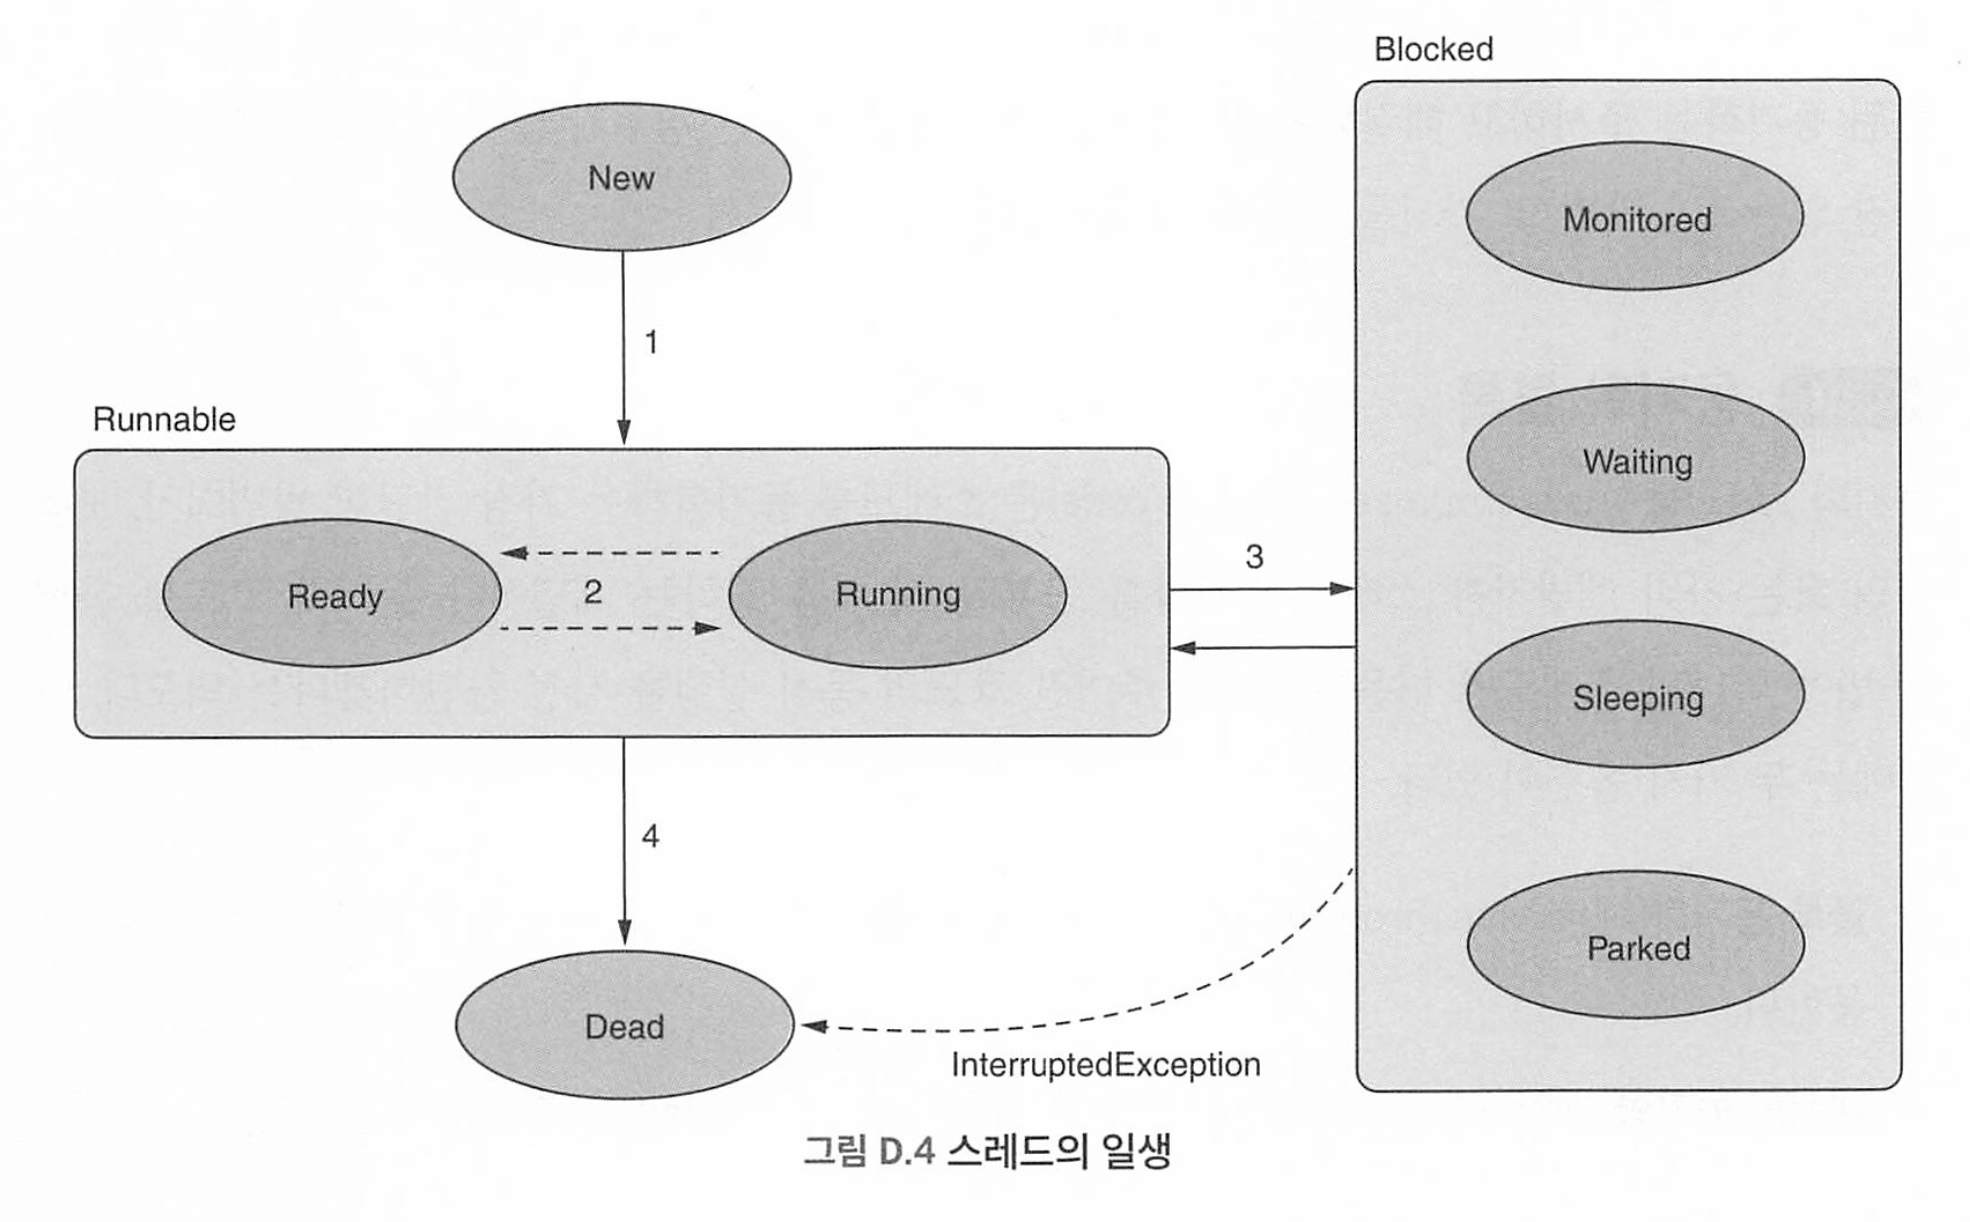 Blocked
New
Monitored
1
Runnable
Waiting
3
Ready
2
Running
Sleeping
4
Parked
Dead
InterruptedException
그림 D.4 스레드의 일생